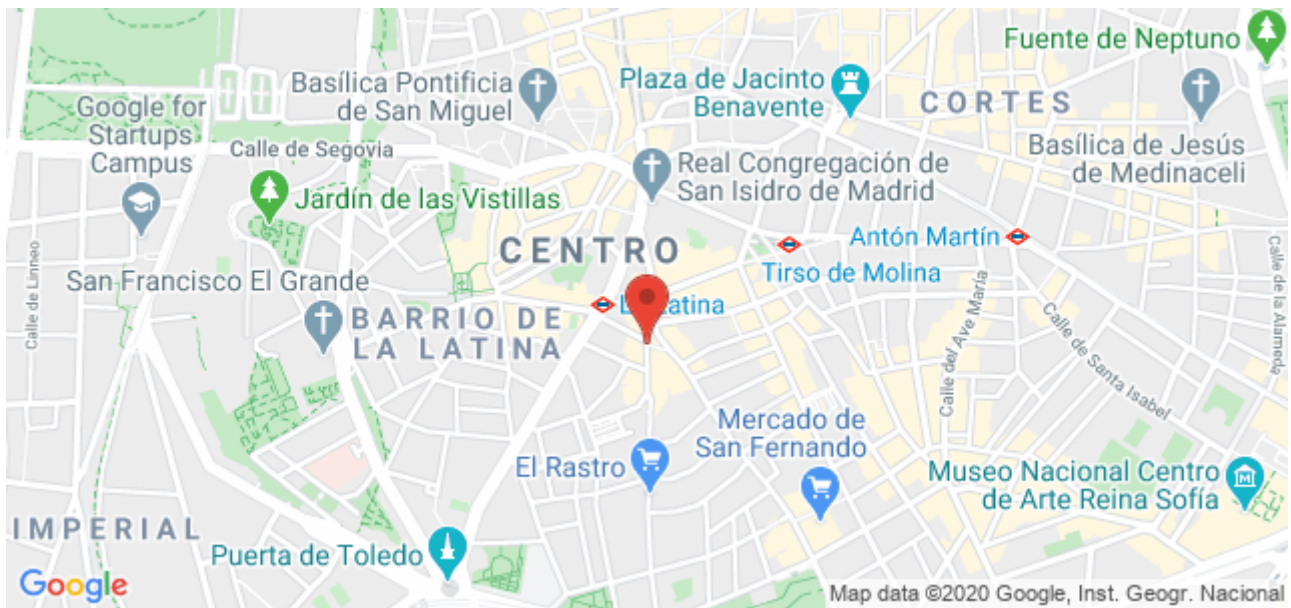 Fuente de Neptuno
Basílica Pontificia
de San Miguel
Plaza de Jacinto
Benavente
CORTES
Google for
Startups
Campus
Calle de Segovia
Basílica de Jesús
de Medinaceli
Real Congregación de
San Isidro de Madrid
Jardín de las Vistillas
CENTRO
Antón Martín
Tirso de Molina
Calle de Linneo
San Francisco El Grande
La Latina
Calle del Ave María
Calle de la Alameda
BARRIO DE
LA LATINA
Calle de Santa Isabel
Mercado de
San Fernando
El Rastro
Museo Nacional Centro
de Arte Reina Sofía
IMPERIAL
Puerta de Toledo
Google
Map data ©2020 Google, Inst. Geogr. Nacional